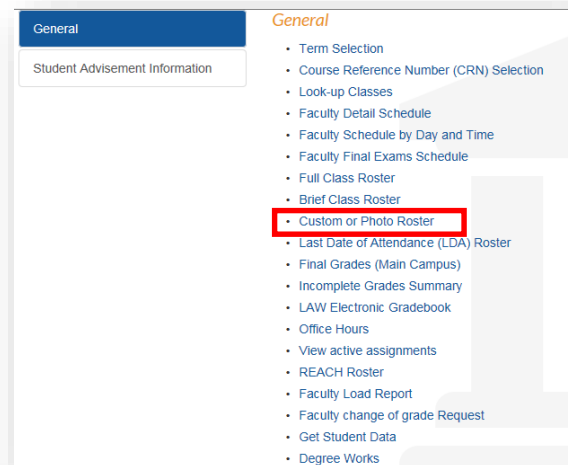 General
Student Advisement Information
General
Term Selection
Course Reference Number (CRN) Selection
Look-up Classes
Faculty Detail Schedule
Faculty Schedule by Day and Time
Faculty Final Exams Schedule
Full Class Roster
Brief Class Roster
Custom or Photo Roster
Last Date of Attendance (LDA) Roster
Final Grades (Main Campus)
Incomplete Grades Summary
LAW Electronic Gradebook
Office Hours
View active assignments
REACH Roster
Faculty Load Report
Faculty change of grade Request
Get Student Data
Degree Works